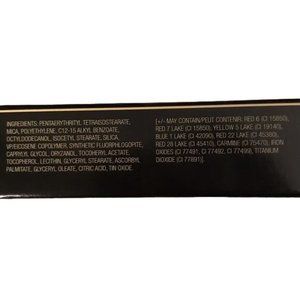 INGREDIENTS: PENTAERYTHRITYL TETRAISOSTEARATE,
MICA, POLYETHYLENE, C12-15 ALKYL BENZOATE,
OCTYLDODECANOL, ISOCETYL STEARATE, SILICA,
VP/EICOSENE COPOLYMER, SYNTHETIC FLUORPHLOGOPITE,
CAPRYLYL GLYCOL, ORYZANOL, TOCOHERYL ACETATE,
TOCOPHEROL, LECITHIN, GLYCERYL STEARATE, ASCORBYL
PALMITATE, GLYCERYL OLEATE, CITRIC ACID, TIN OXIDE
[+/- MAY CONTAIN/PEUT CONTENIR: RED 6 (CI 15850),
RED 7 LAKE (CI 15850), YELLOW 5 LAKE (CI 19140),
BLUE 1 LAKE (CI 42090), RED 22 LAKE (CI 45380),
RED 28 LAKE (CI 45410), CARMINE (CI 75470), IRON
OXIDES (CI 77491, CI 77492, CI 77499), TITANIUM
DIOXIDE (CI 77891)].